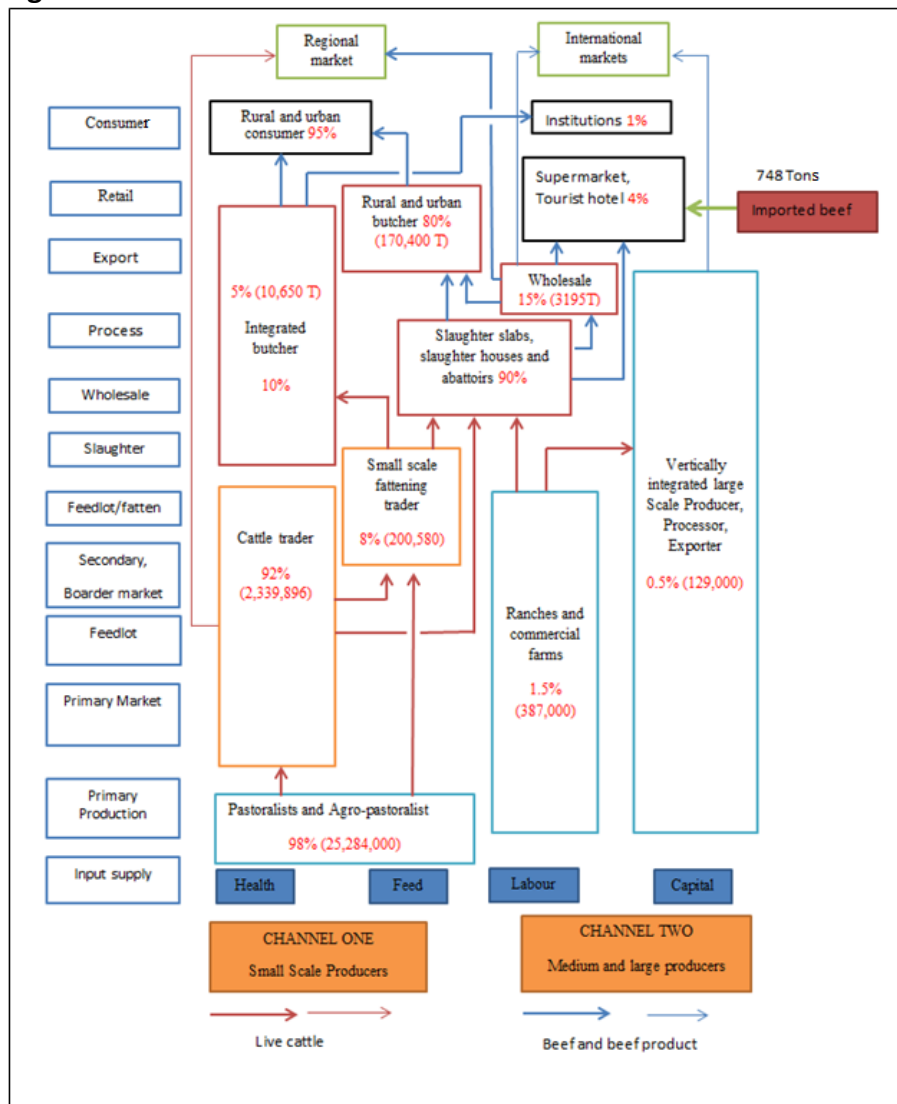 Regional
market
International
markets
Consumer
Rural and urban
consumer 95%
Institutions 1%
Retail
Rural and urban
butcher 80%
(170,400 T)
Supermarket,
Tourist hotel 4%
748 Tons
Imported beef
Export
5% (10,650 T)
Integrated
butcher
10%
Wholesale
15% (3195T)
Process
Slaughter slabs,
slaughter houses and
abattoirs 90%
Wholesale
Slaughter
Small scale
fattening
trader
8% (200,580)
Vertically
integrated large
Scale Producer,
Processor,
Exporter
0.5% (129,000)
Feedlot/fatten
Cattle trader
92%
(2,339,896)
Secondary,
Boarder market
Feedlot
Ranches and
commercial
farms
1.5%
(387,000)
Primary Market
Primary
Production
Pastoralists and Agro-pastoralist
98% (25,284,000)
Input supply
Health
Feed
Labour
Capital
CHANNEL ONE
Small Scale Producers
CHANNEL TWO
Medium and large producers
Live cattle
Beef and beef product